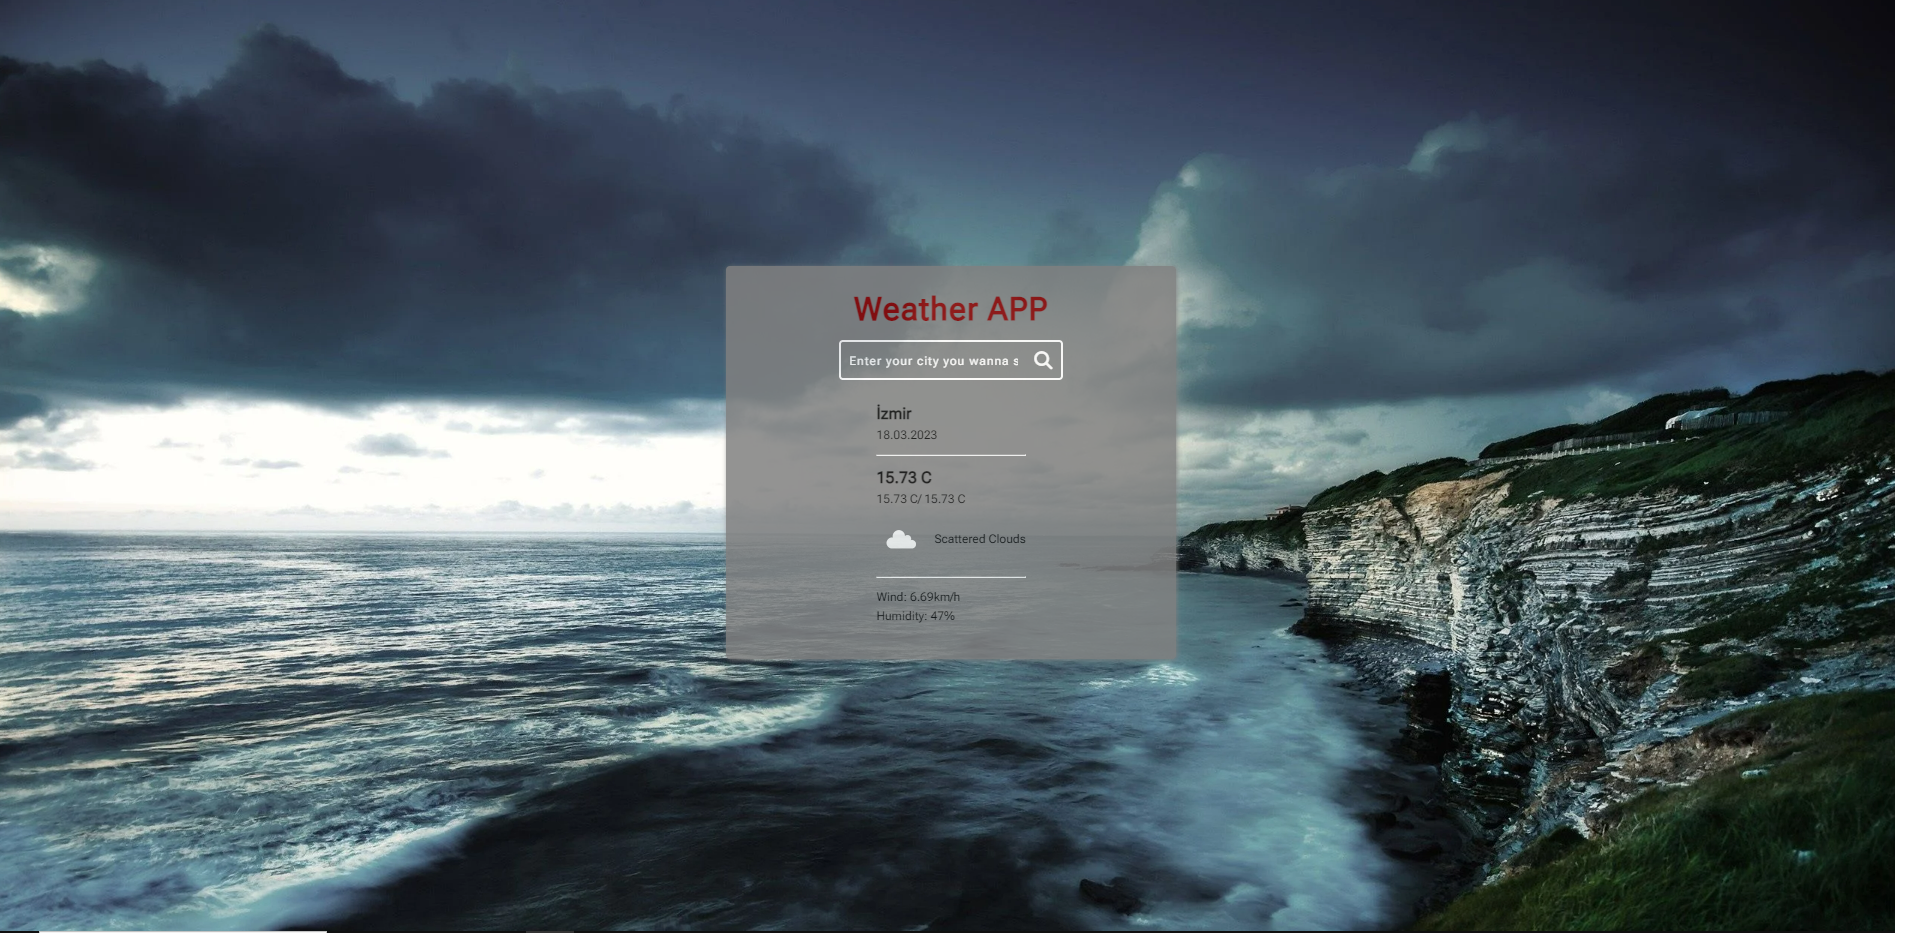 Weather APP
Enter your city you wanna s
İzmir
18.03.2023
15.73 C
15.73 C/ 15.73 C
Scattered Clouds
Wind: 6.69km/h
Humidity: 47%